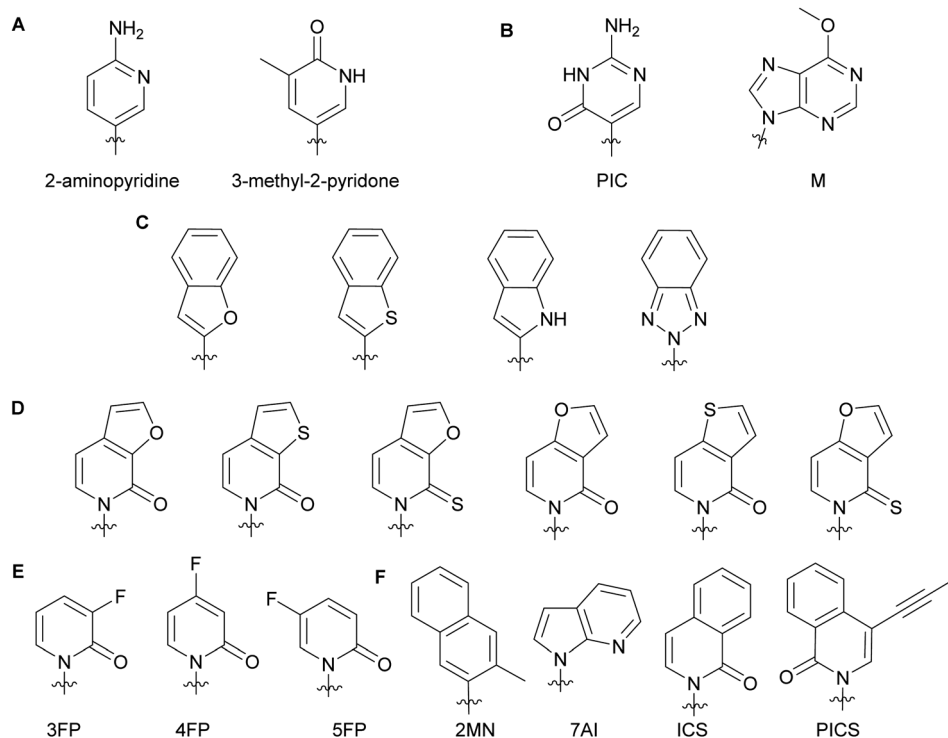 A
NH₂
N
2-aminopyridine
O
NH
3-methyl-2-pyridone
B
NH₂
HN
N
O
PIC
O
N
N
N
N
M
C
O
S
NH
N
N
N
D
O
N
O
S
N
O
O
N
S
O
N
O
S
N
O
O
N
S
E
F
N
O
3FP
F
N
O
4FP
F
N
O
5FP
F
2MN
N
N
7AI
N
O
ICS
O
N
PICS